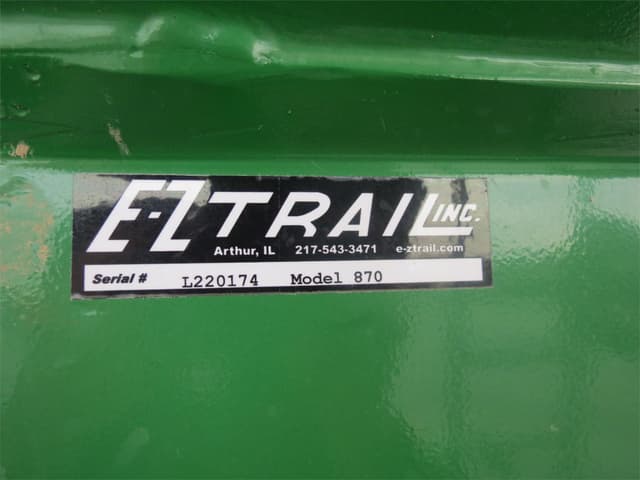 E-Z TRAIL INC.
Arthur, IL 217-543-3471 e-ztrail.com
Serial # L220174 Model 870